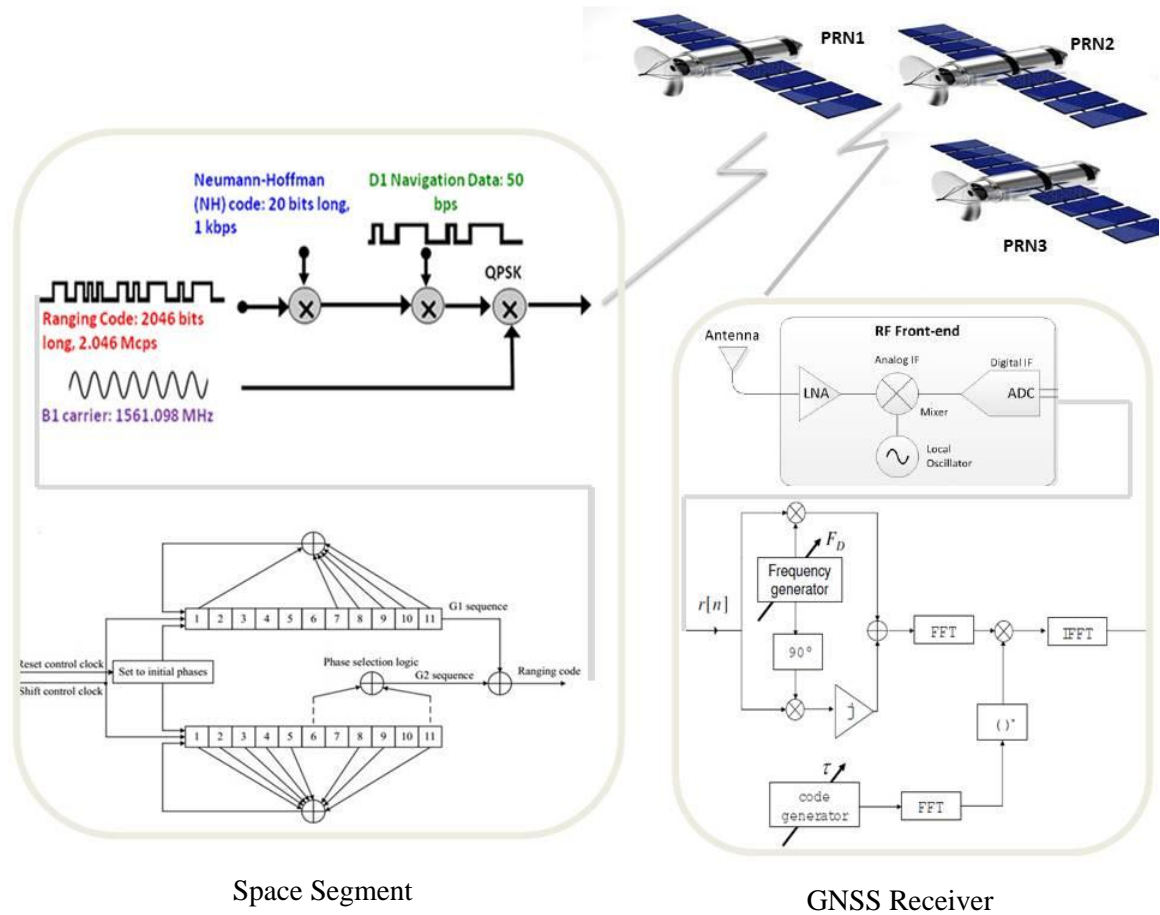 PRN1
PRN2
PRN3
Neumann-Hoffman
(NH) code: 20 bits long,
1 kbps
D1 Navigation Data: 50
bps
QPSK
X
X
X
Ranging Code: 2046 bits
long, 2.046 Mcps
B1 carrier: 1561.098 MHz
1 2 3 4 5 6 7 8 9 10 11
G1 sequence
Reset control clock
Set to initial phases
Shift control clock
Phase selection logic
G2 sequence
Ranging code
1 2 3 4 5 6 7 8 9 10 11
Space Segment
RF Front-end
Antenna
Analog IF
Digital IF
LNA
ADC
Mixer
Local
Oscillator
F_D
Frequency
generator
r[n]
90°
j
FFT
IFFT
()*
τ
code
generator
FFT
GNSS Receiver